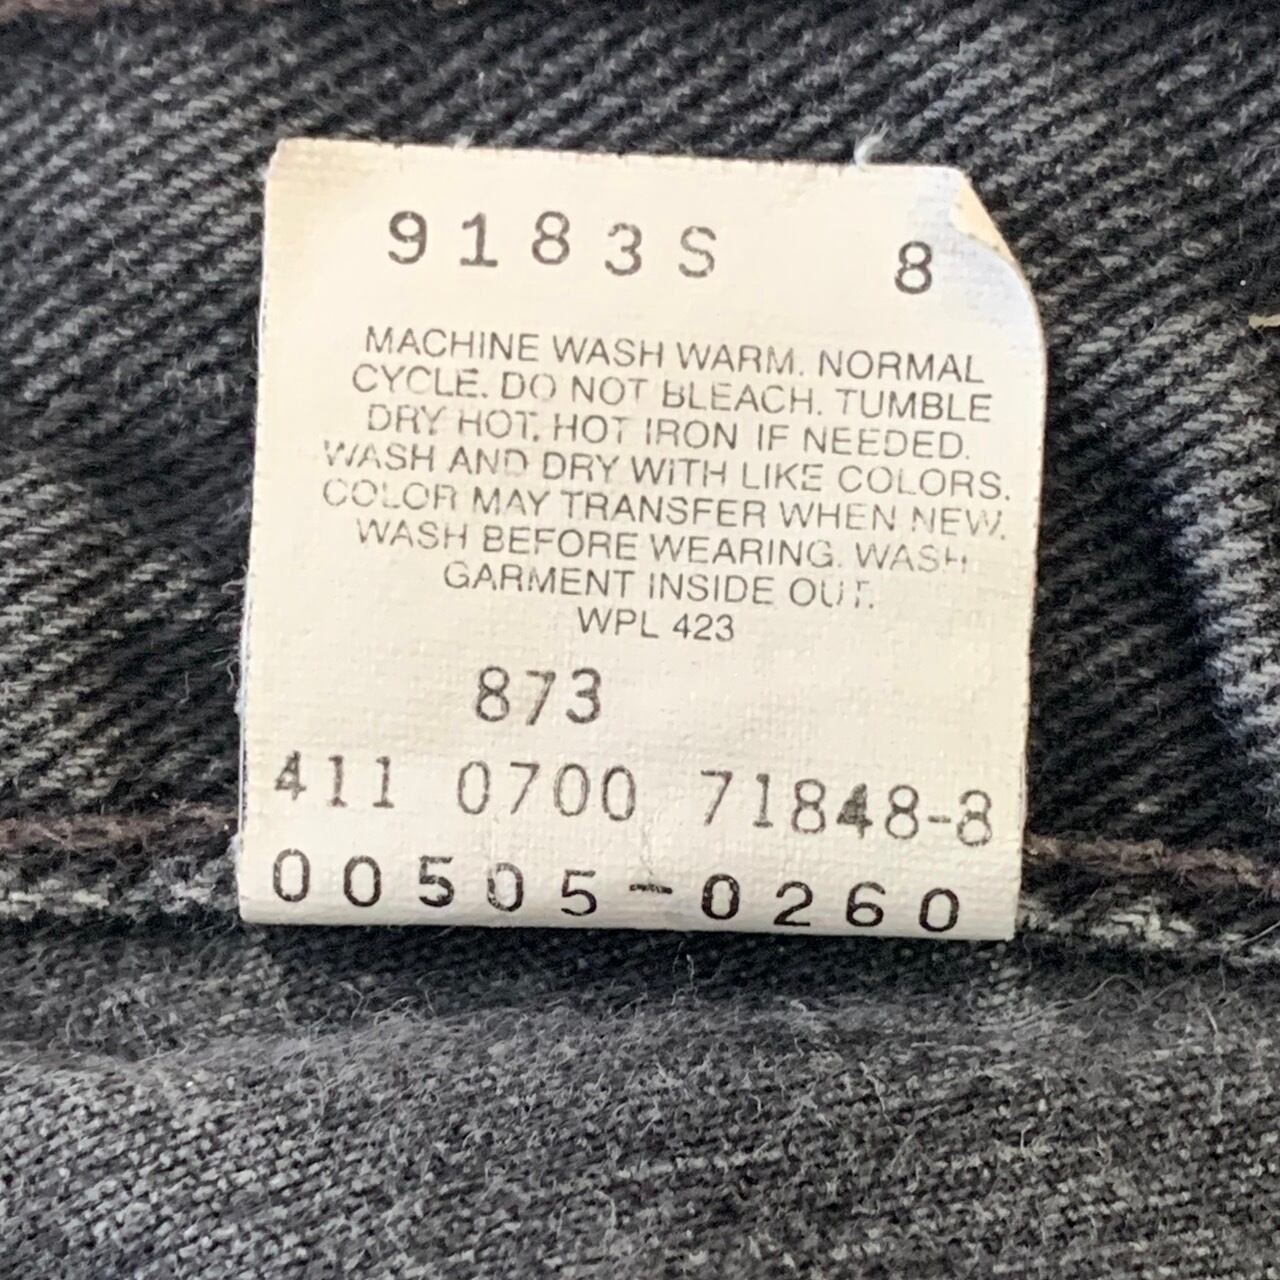 9183S 8
MACHINE WASH WARM. NORMAL
CYCLE. DO NOT BLEACH. TUMBLE
DRY HOT. HOT IRON IF NEEDED.
WASH AND DRY WITH LIKE COLORS.
COLOR MAY TRANSFER WHEN NEW.
WASH BEFORE WEARING. WASH
GARMENT INSIDE OUT.
WPL 423
873
411 0700 71848-8
00505-0260